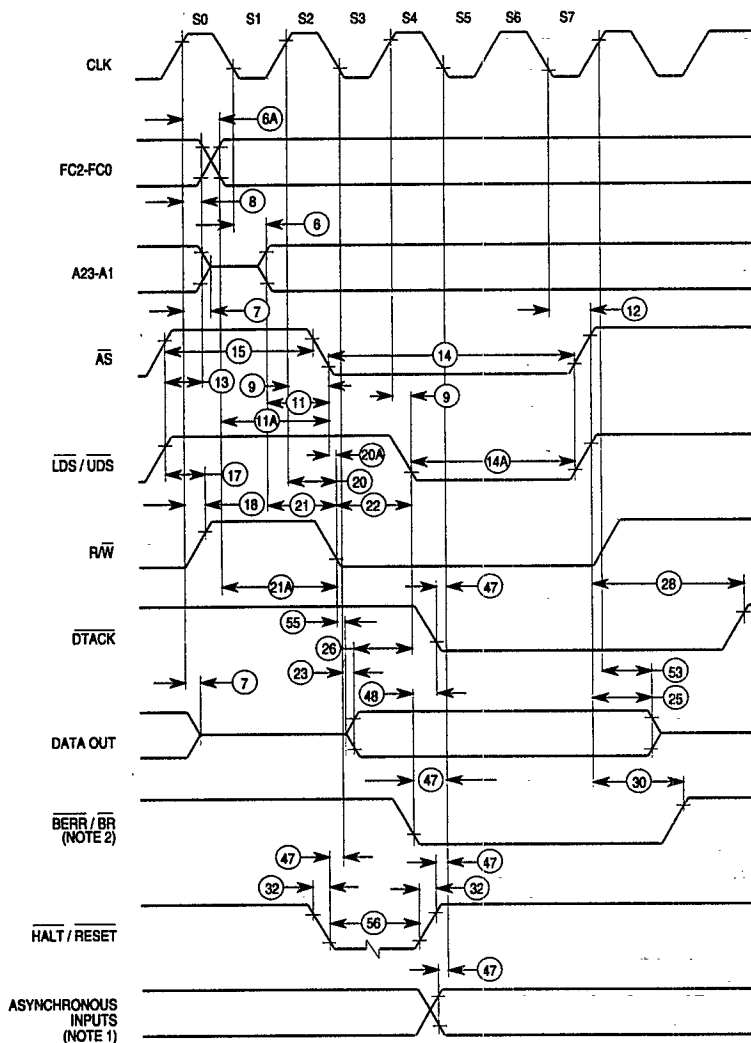 S0 S1 S2 S3 S4 S5 S6 S7
CLK
6A
FC2-FC0
8
6
A23-A1
7
12
AS
15
14
13
9
11
9
11A
LDS / UDS
20A
14A
17
20
18
21
22
R/W
21A
47
28
DTACK
55
26
23
53
7
48
25
DATA OUT
47
30
BERR / BR
(NOTE 2)
47
47
32
32
HALT / RESET
56
47
ASYNCHRONOUS
INPUTS
(NOTE 1)